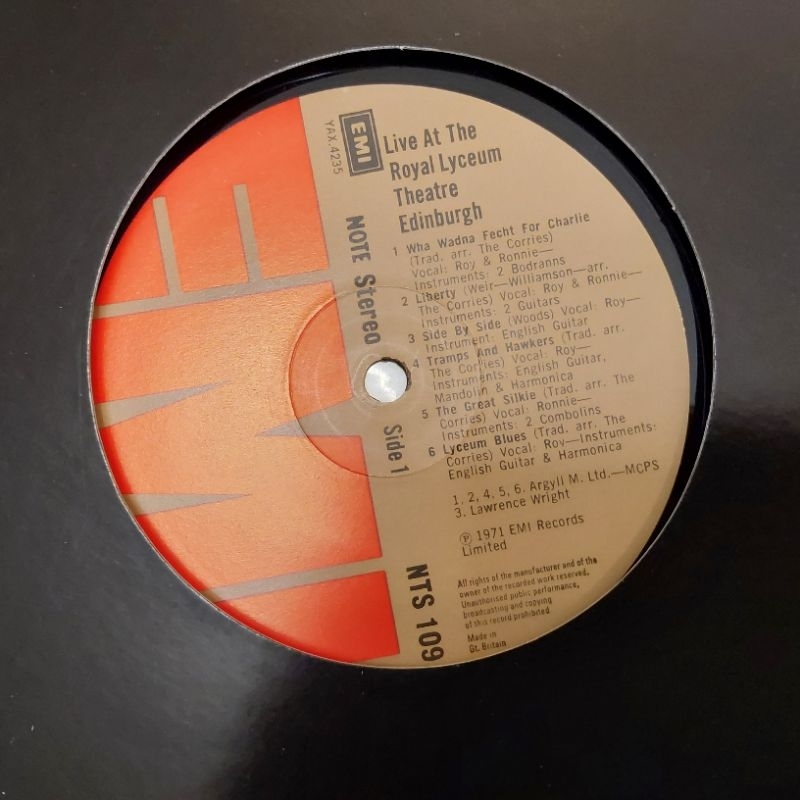 EMI
YAX.4235
Live At The
Royal Lyceum
Theatre
Edinburgh
NOTE Stereo
1 Wha Wadna Fecht For Charlie
(Trad. arr. The Corries)
Vocal: Roy & Ronnie—
Instruments: 2 Bodranns
2 Liberty (Weir—Williamson—arr.
The Corries) Vocal: Roy & Ronnie—
Instruments: 2 Guitars
3 Side By Side (Woods) Vocal: Roy—
Instrument: English Guitar
4 Tramps And Hawkers (Trad. arr.
The Corries) Vocal: Roy—
Instruments: English Guitar,
Mandolin & Harmonica
5 The Great Silkie (Trad. arr. The
Corries) Vocal: Ronnie—
Instruments: 2 Combolins
6 Lyceum Blues (Trad. arr. The
Corries) Vocal: Roy—Instruments:
English Guitar & Harmonica
Side 1
1, 2, 4, 5, 6. Argyll M. Ltd.—MCPS
3. Lawrence Wright
℗ 1971 EMI Records
Limited
NTS 109
All rights of the manufacturer and of the
owner of the recorded work reserved.
Unauthorised public performance,
broadcasting and copying
of this record prohibited
Made in
Gt. Britain